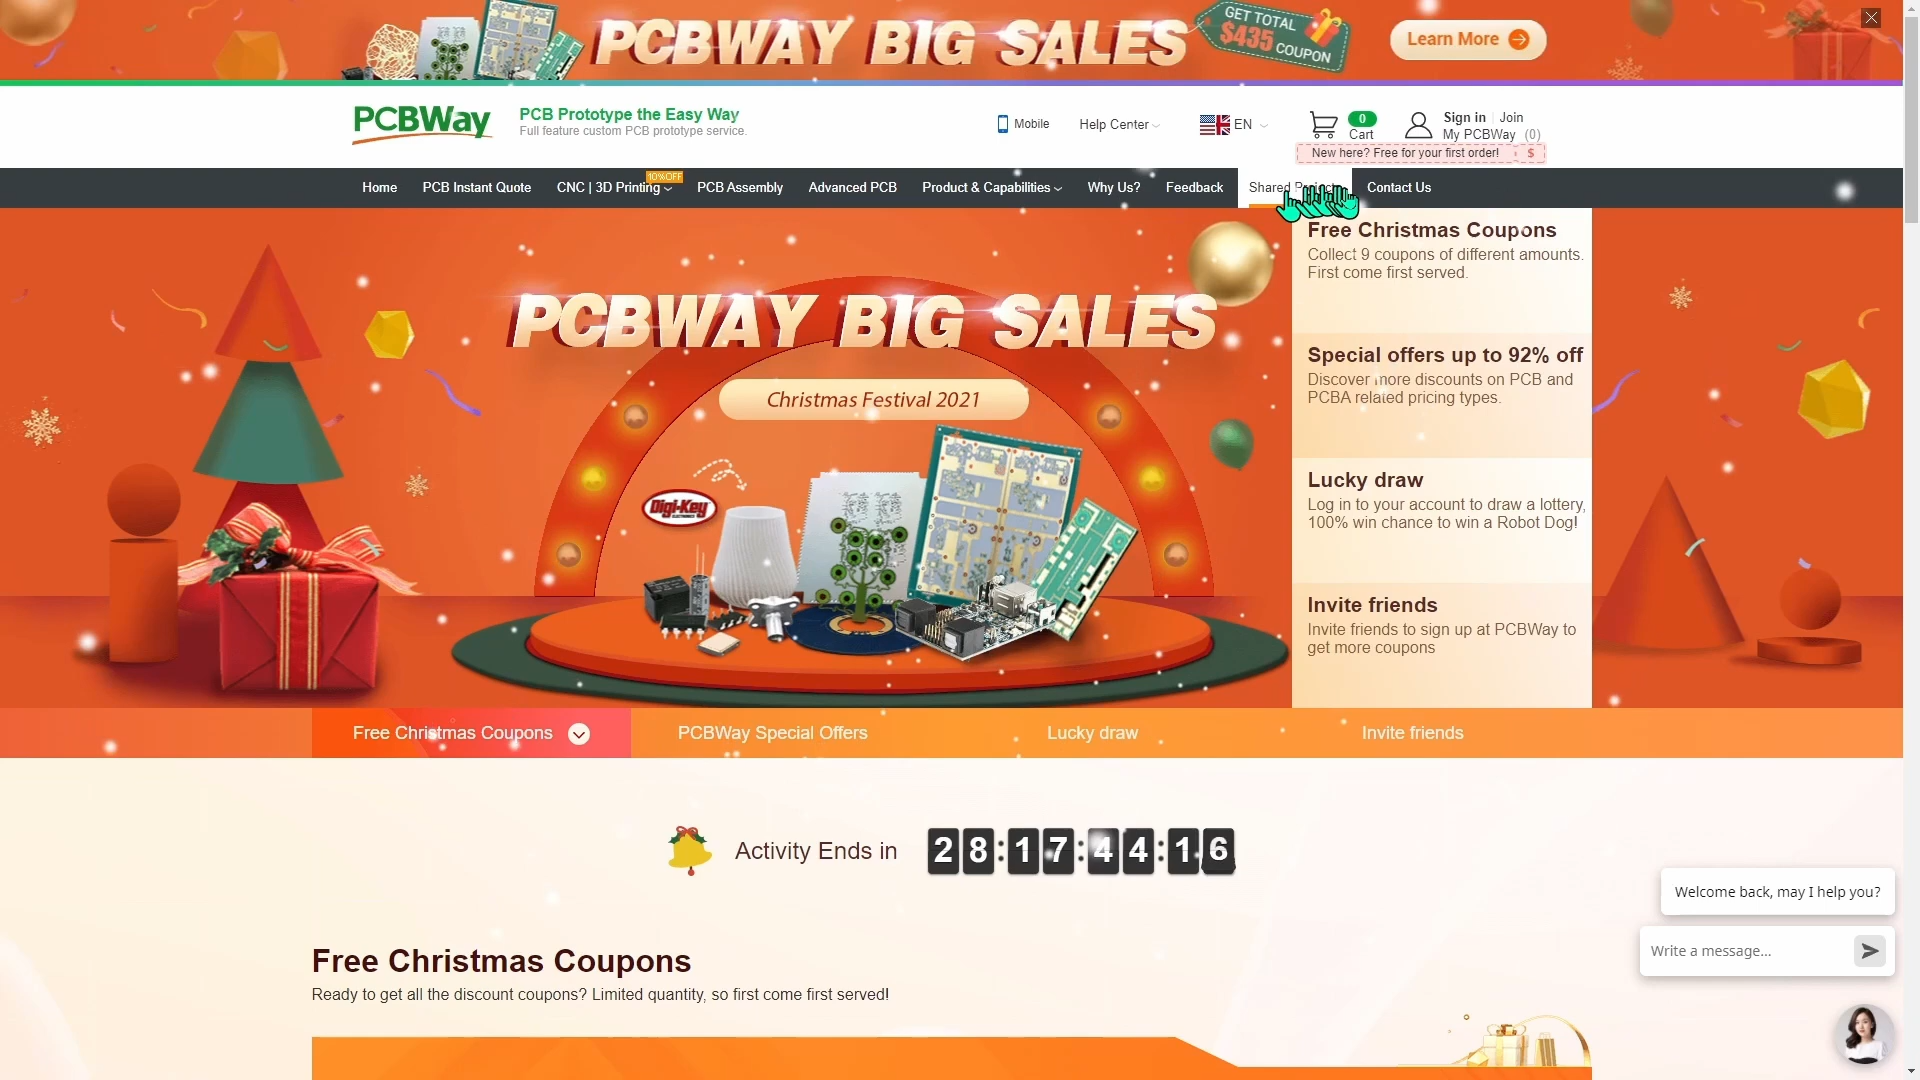 PCBWAY BIG SALES
GET TOTAL
$435 COUPON
Learn More
PCBWay
PCB Prototype the Easy Way
Full feature custom PCB prototype service.
Mobile
Help Center
EN
0
Cart
Sign in
Join
My PCBWay (0)
New here? Free for your first order! $
Home
PCB Instant Quote
CNC | 3D Printing
10%OFF
PCB Assembly
Advanced PCB
Product & Capabilities
Why Us?
Feedback
Shared
Contact Us
PCBWAY BIG SALES
Christmas Festival 2021
Digi-Key
ELECTRONICS
Free Christmas Coupons
Collect 9 coupons of different amounts.
First come first served.
Special offers up to 92% off
Discover more discounts on PCB and
PCBA related pricing types.
Lucky draw
Log in to your account to draw a lottery,
100% win chance to win a Robot Dog!
Invite friends
Invite friends to sign up at PCBWay to
get more coupons
Free Christmas Coupons
PCBWay Special Offers
Lucky draw
Invite friends
Activity Ends in
28:17:44:16
Free Christmas Coupons
Ready to get all the discount coupons? Limited quantity, so first come first served!
Welcome back, may I help you?
Write a message...